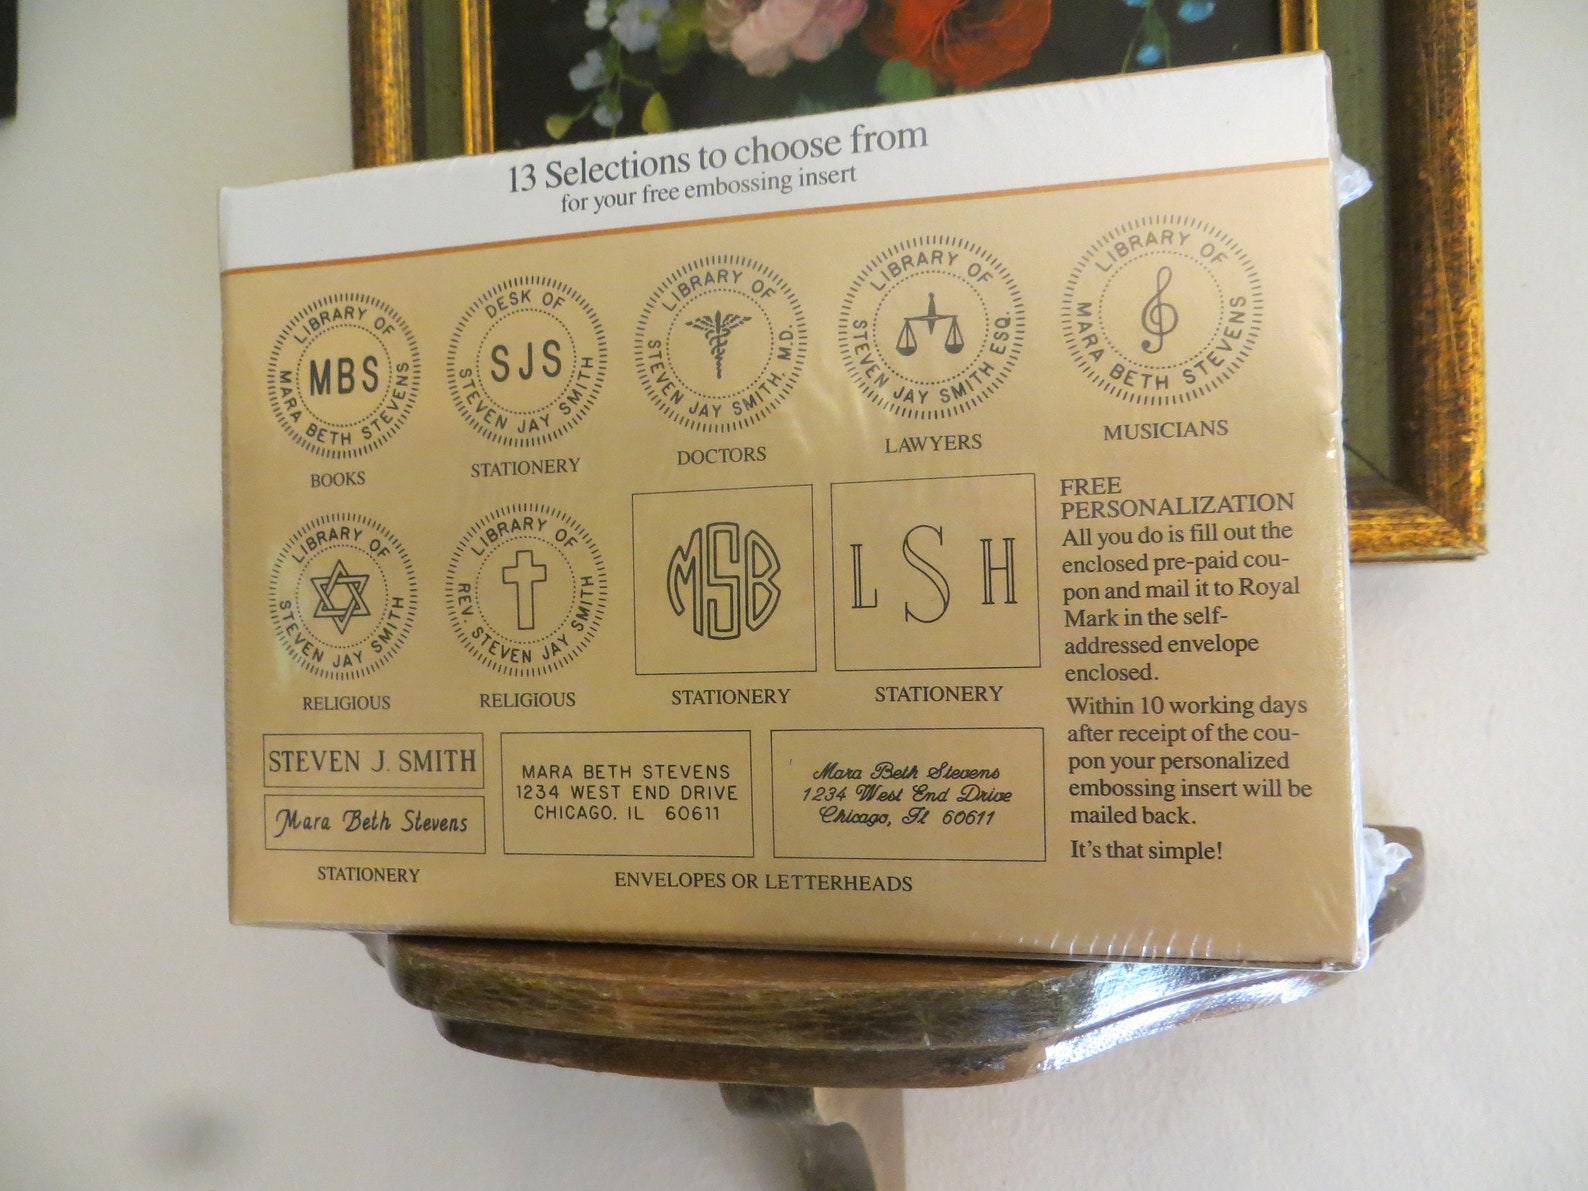 13 Selections to choose from
for your free embossing insert
LIBRARY OF
MBS
MARA BETH STEVENS
BOOKS
DESK OF
SJS
STEVEN JAY SMITH
STATIONERY
LIBRARY OF
STEVEN JAY SMITH, M.D.
DOCTORS
LIBRARY OF
STEVEN JAY SMITH ESQ.
LAWYERS
LIBRARY OF
MARA BETH STEVENS
MUSICIANS
LIBRARY OF
STEVEN JAY SMITH
RELIGIOUS
LIBRARY OF
REV. STEVEN JAY SMITH
RELIGIOUS
MSB
STATIONERY
L S H
STATIONERY
FREE
PERSONALIZATION
All you do is fill out the
enclosed pre-paid cou-
pon and mail it to Royal
Mark in the self-
addressed envelope
enclosed.
Within 10 working days
after receipt of the cou-
pon your personalized
embossing insert will be
mailed back.
It's that simple!
STEVEN J. SMITH
Mara Beth Stevens
STATIONERY
MARA BETH STEVENS
1234 WEST END DRIVE
CHICAGO, IL 60611
Mara Beth Stevens
1234 West End Drive
Chicago, Il 60611
ENVELOPES OR LETTERHEADS